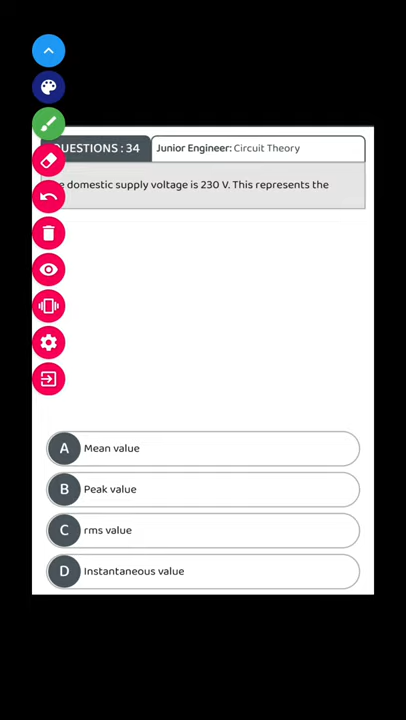 QUESTIONS : 34
Junior Engineer: Circuit Theory
domestic supply voltage is 230 V. This represents the
A Mean value
B Peak value
C rms value
D Instantaneous value